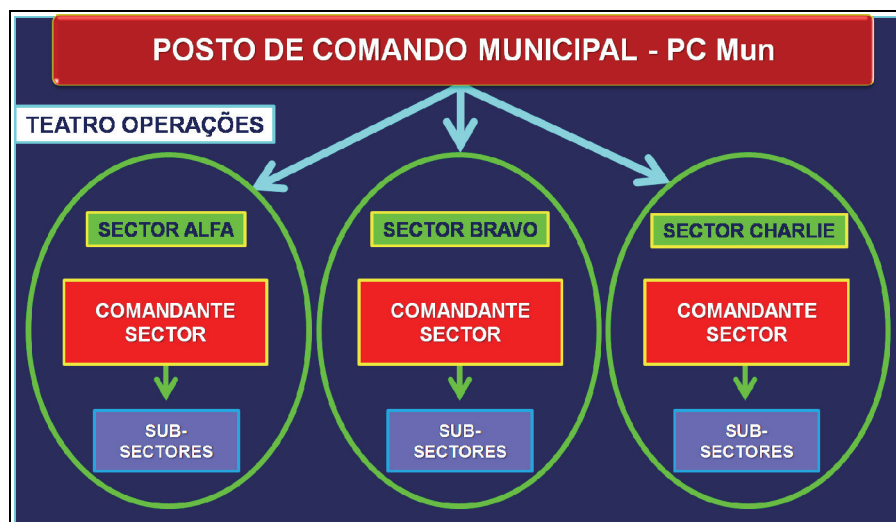 POSTO DE COMANDO MUNICIPAL - PC Mun
TEATRO OPERAÇÕES
SECTOR ALFA
COMANDANTE
SECTOR
SUB-
SECTORES
SECTOR BRAVO
COMANDANTE
SECTOR
SUB-
SECTORES
SECTOR CHARLIE
COMANDANTE
SECTOR
SUB-
SECTORES